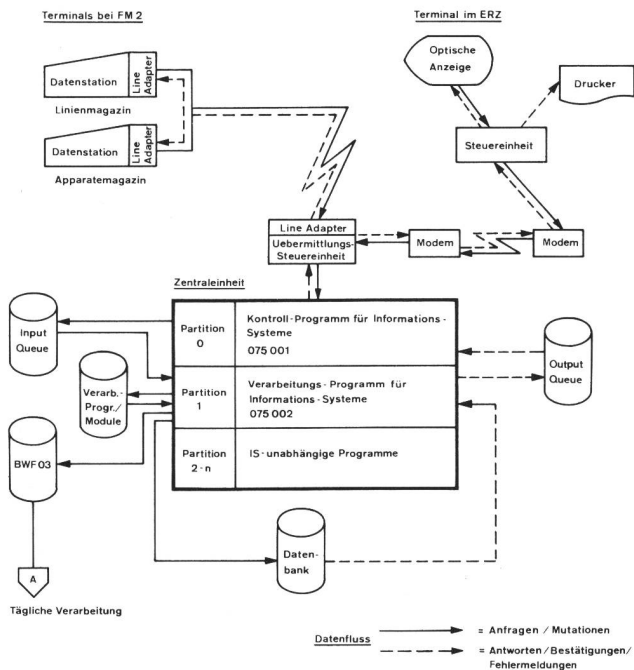 Terminals bei FM 2
Terminal im ERZ
Datenstation
Line Adapter
Linienmagazin
Datenstation
Line Adapter
Apparatemagazin
Optische
Anzeige
Drucker
Steuereinheit
Line Adapter
Uebermittlungs-
Steuereinheit
Modem
Modem
Zentraleinheit
Input
Queue
Partition
0
Kontroll-Programm für Informations-
Systeme
075 001
Output
Queue
Verarb.-
Progr./
Module
Partition
1
Verarbeitungs-Programm für
Informations-Systeme
075 002
BWF 03
Partition
2-n
IS-unabhängige Programme
Daten-
bank
A
Tägliche Verarbeitung
Datenfluss
= Anfragen / Mutationen
= Antworten / Bestätigungen /
Fehlermeldungen